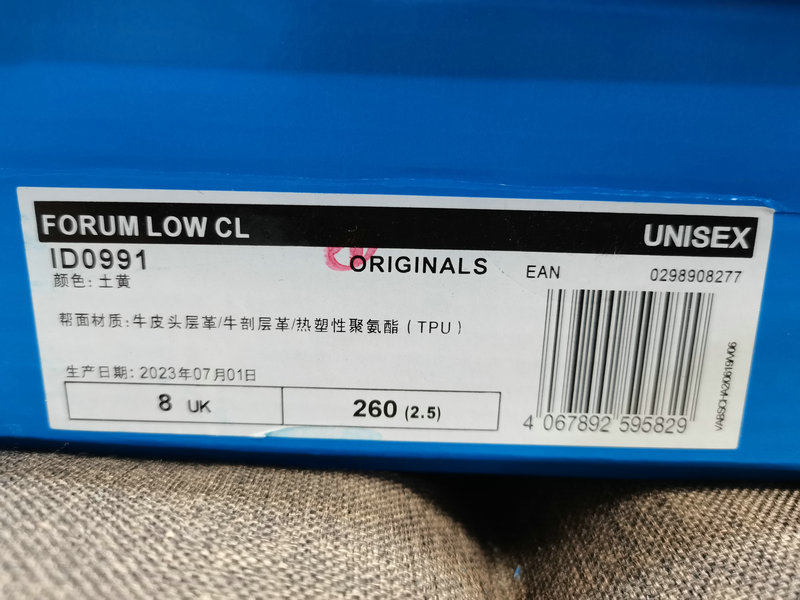 FORUM LOW CL
UNISEX
ID0991
ORIGINALS
EAN
0298908277
颜色: 土黄
帮面材质: 牛皮头层革/牛剖层革/热塑性聚氨酯 (TPU)
生产日期: 2023年07月01日
8 UK
260 (2.5)
4 067892 595829